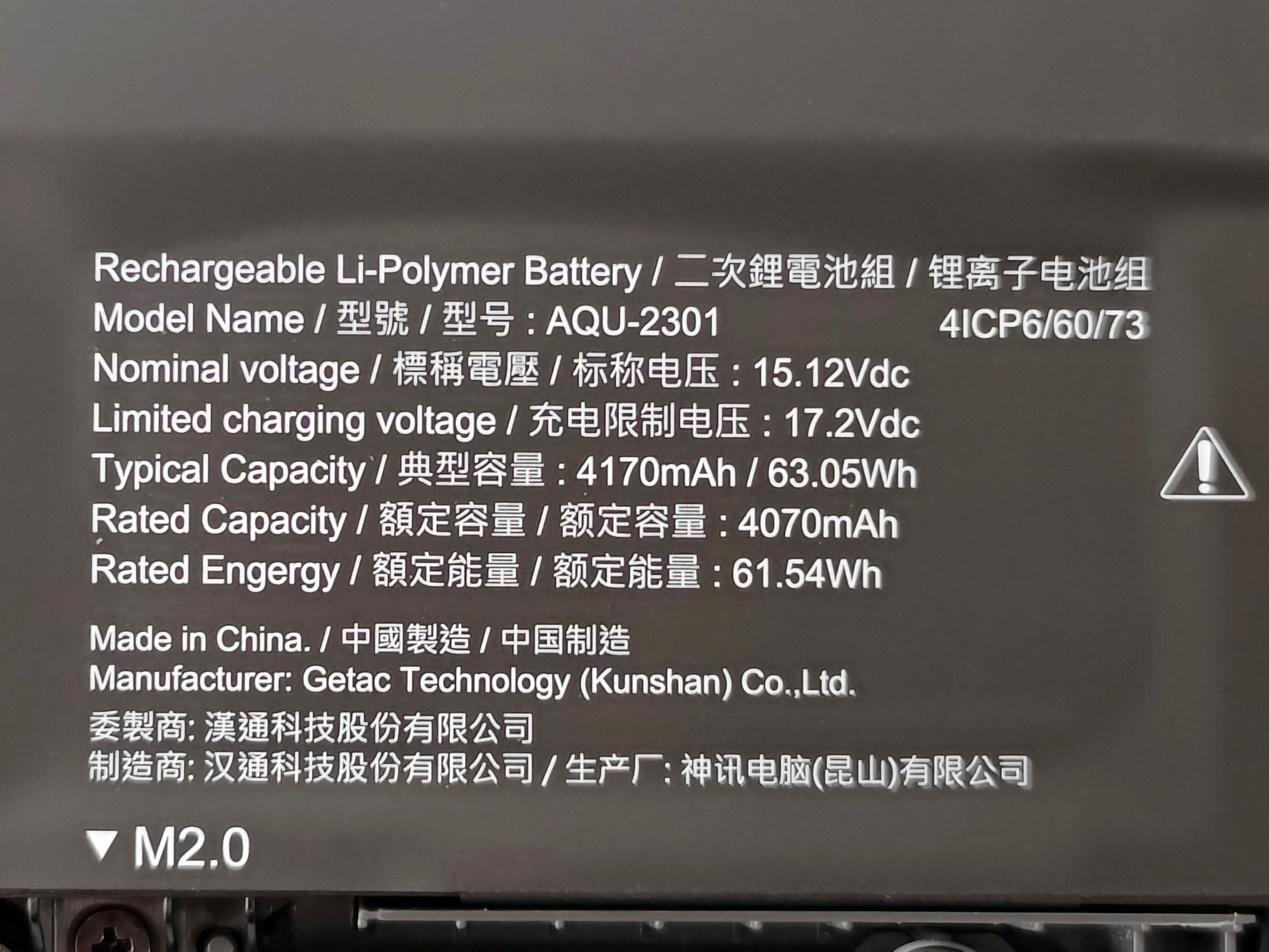 Rechargeable Li-Polymer Battery / 二次鋰電池組 / 锂离子电池组
Model Name / 型號 / 型号 : AQU-2301 4ICP6/60/73
Nominal voltage / 標稱電壓 / 标称电压 : 15.12Vdc
Limited charging voltage / 充电限制电压 : 17.2Vdc
Typical Capacity / 典型容量 : 4170mAh / 63.05Wh
Rated Capacity / 額定容量 / 额定容量 : 4070mAh
Rated Engergy / 額定能量 / 额定能量 : 61.54Wh
Made in China. / 中國製造 / 中国制造
Manufacturer: Getac Technology (Kunshan) Co.,Ltd.
委製商: 漢通科技股份有限公司
制造商: 汉通科技股份有限公司 / 生产厂: 神讯电脑(昆山)有限公司
▼ M2.0